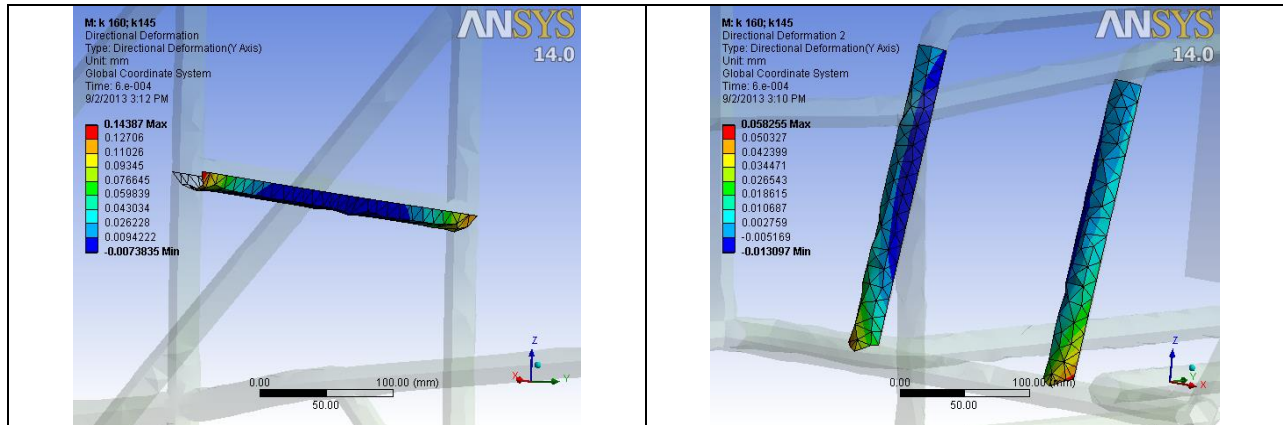 M: k 160; k145
Directional Deformation
Type: Directional Deformation(Y Axis)
Unit: mm
Global Coordinate System
Time: 6.e-004
9/2/2013 3:12 PM
ANSYS
14.0
0.14387 Max
0.12706
0.11026
0.09345
0.076645
0.059839
0.043034
0.026228
0.0094222
-0.0073835 Min
0.00
100.00 (mm)
50.00
Z
X
Y
M: k 160; k145
Directional Deformation 2
Type: Directional Deformation(Y Axis)
Unit: mm
Global Coordinate System
Time: 6.e-004
9/2/2013 3:10 PM
ANSYS
14.0
0.058255 Max
0.050327
0.042399
0.034471
0.026543
0.018615
0.010687
0.002759
-0.005169
-0.013097 Min
0.00
100.00 (mm)
50.00
Z
Y
X